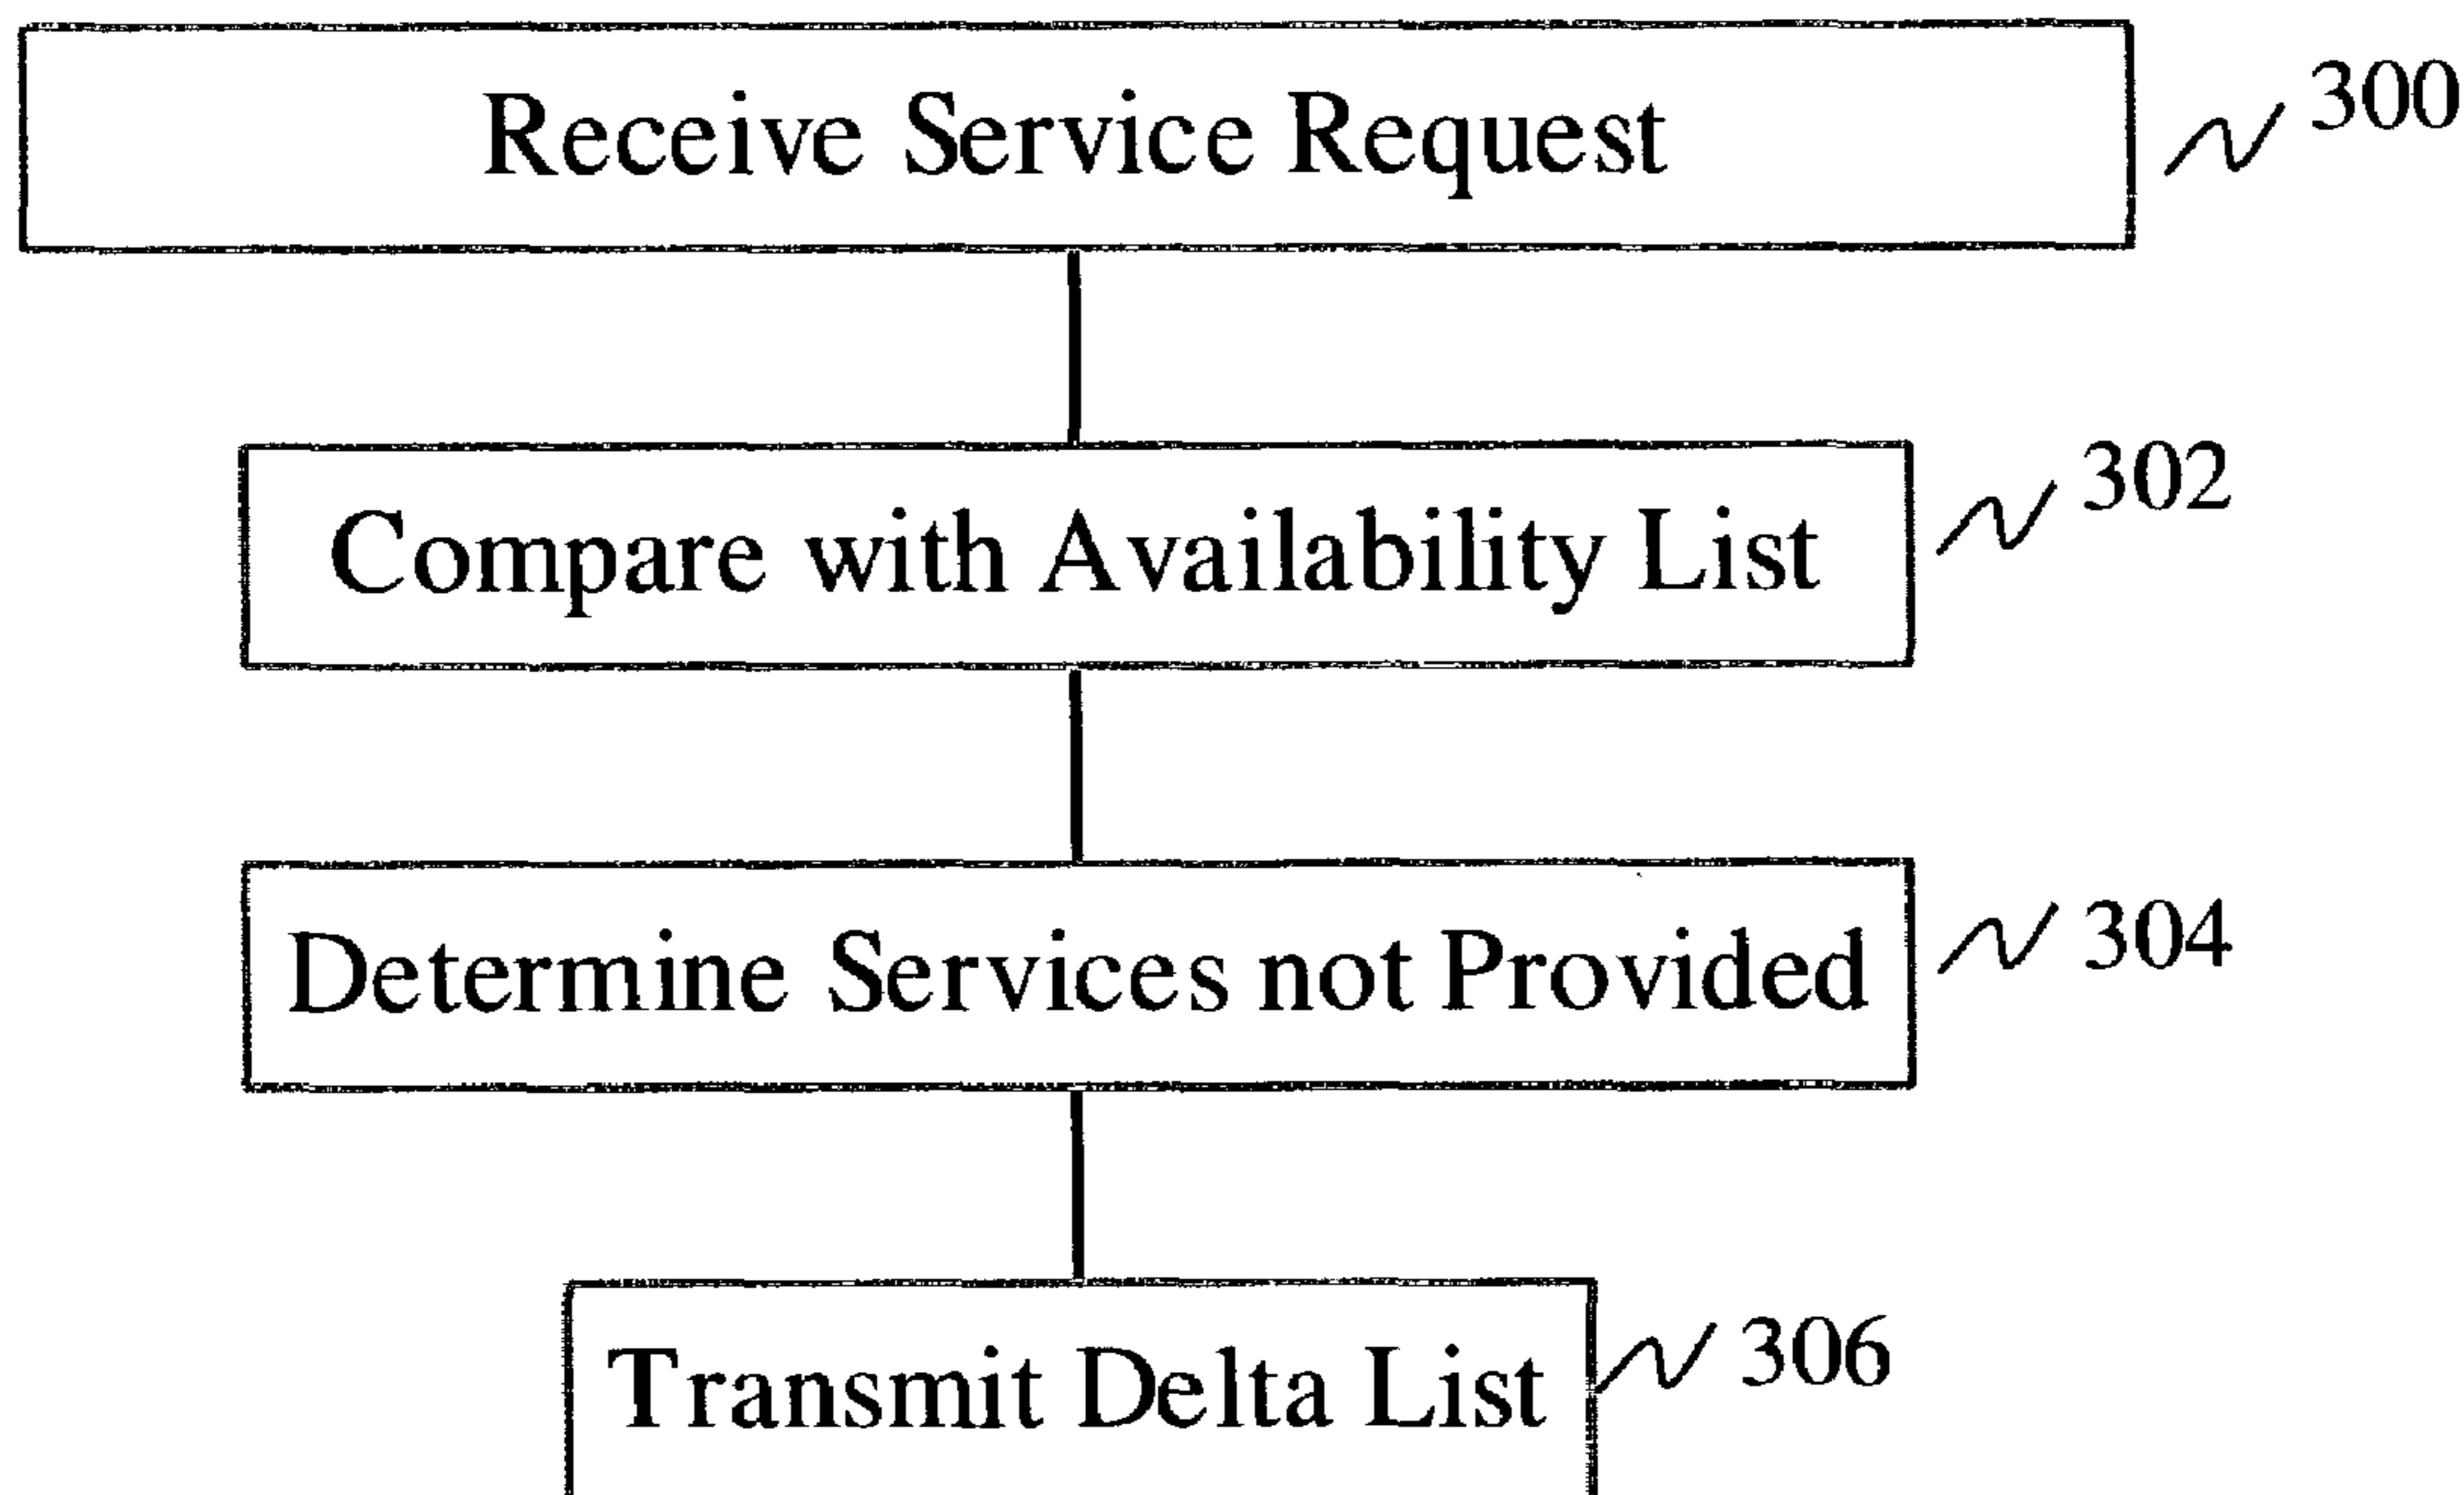 Receive Service Request
300
Compare with Availability List
302
Determine Services not Provided
304
Transmit Delta List
306